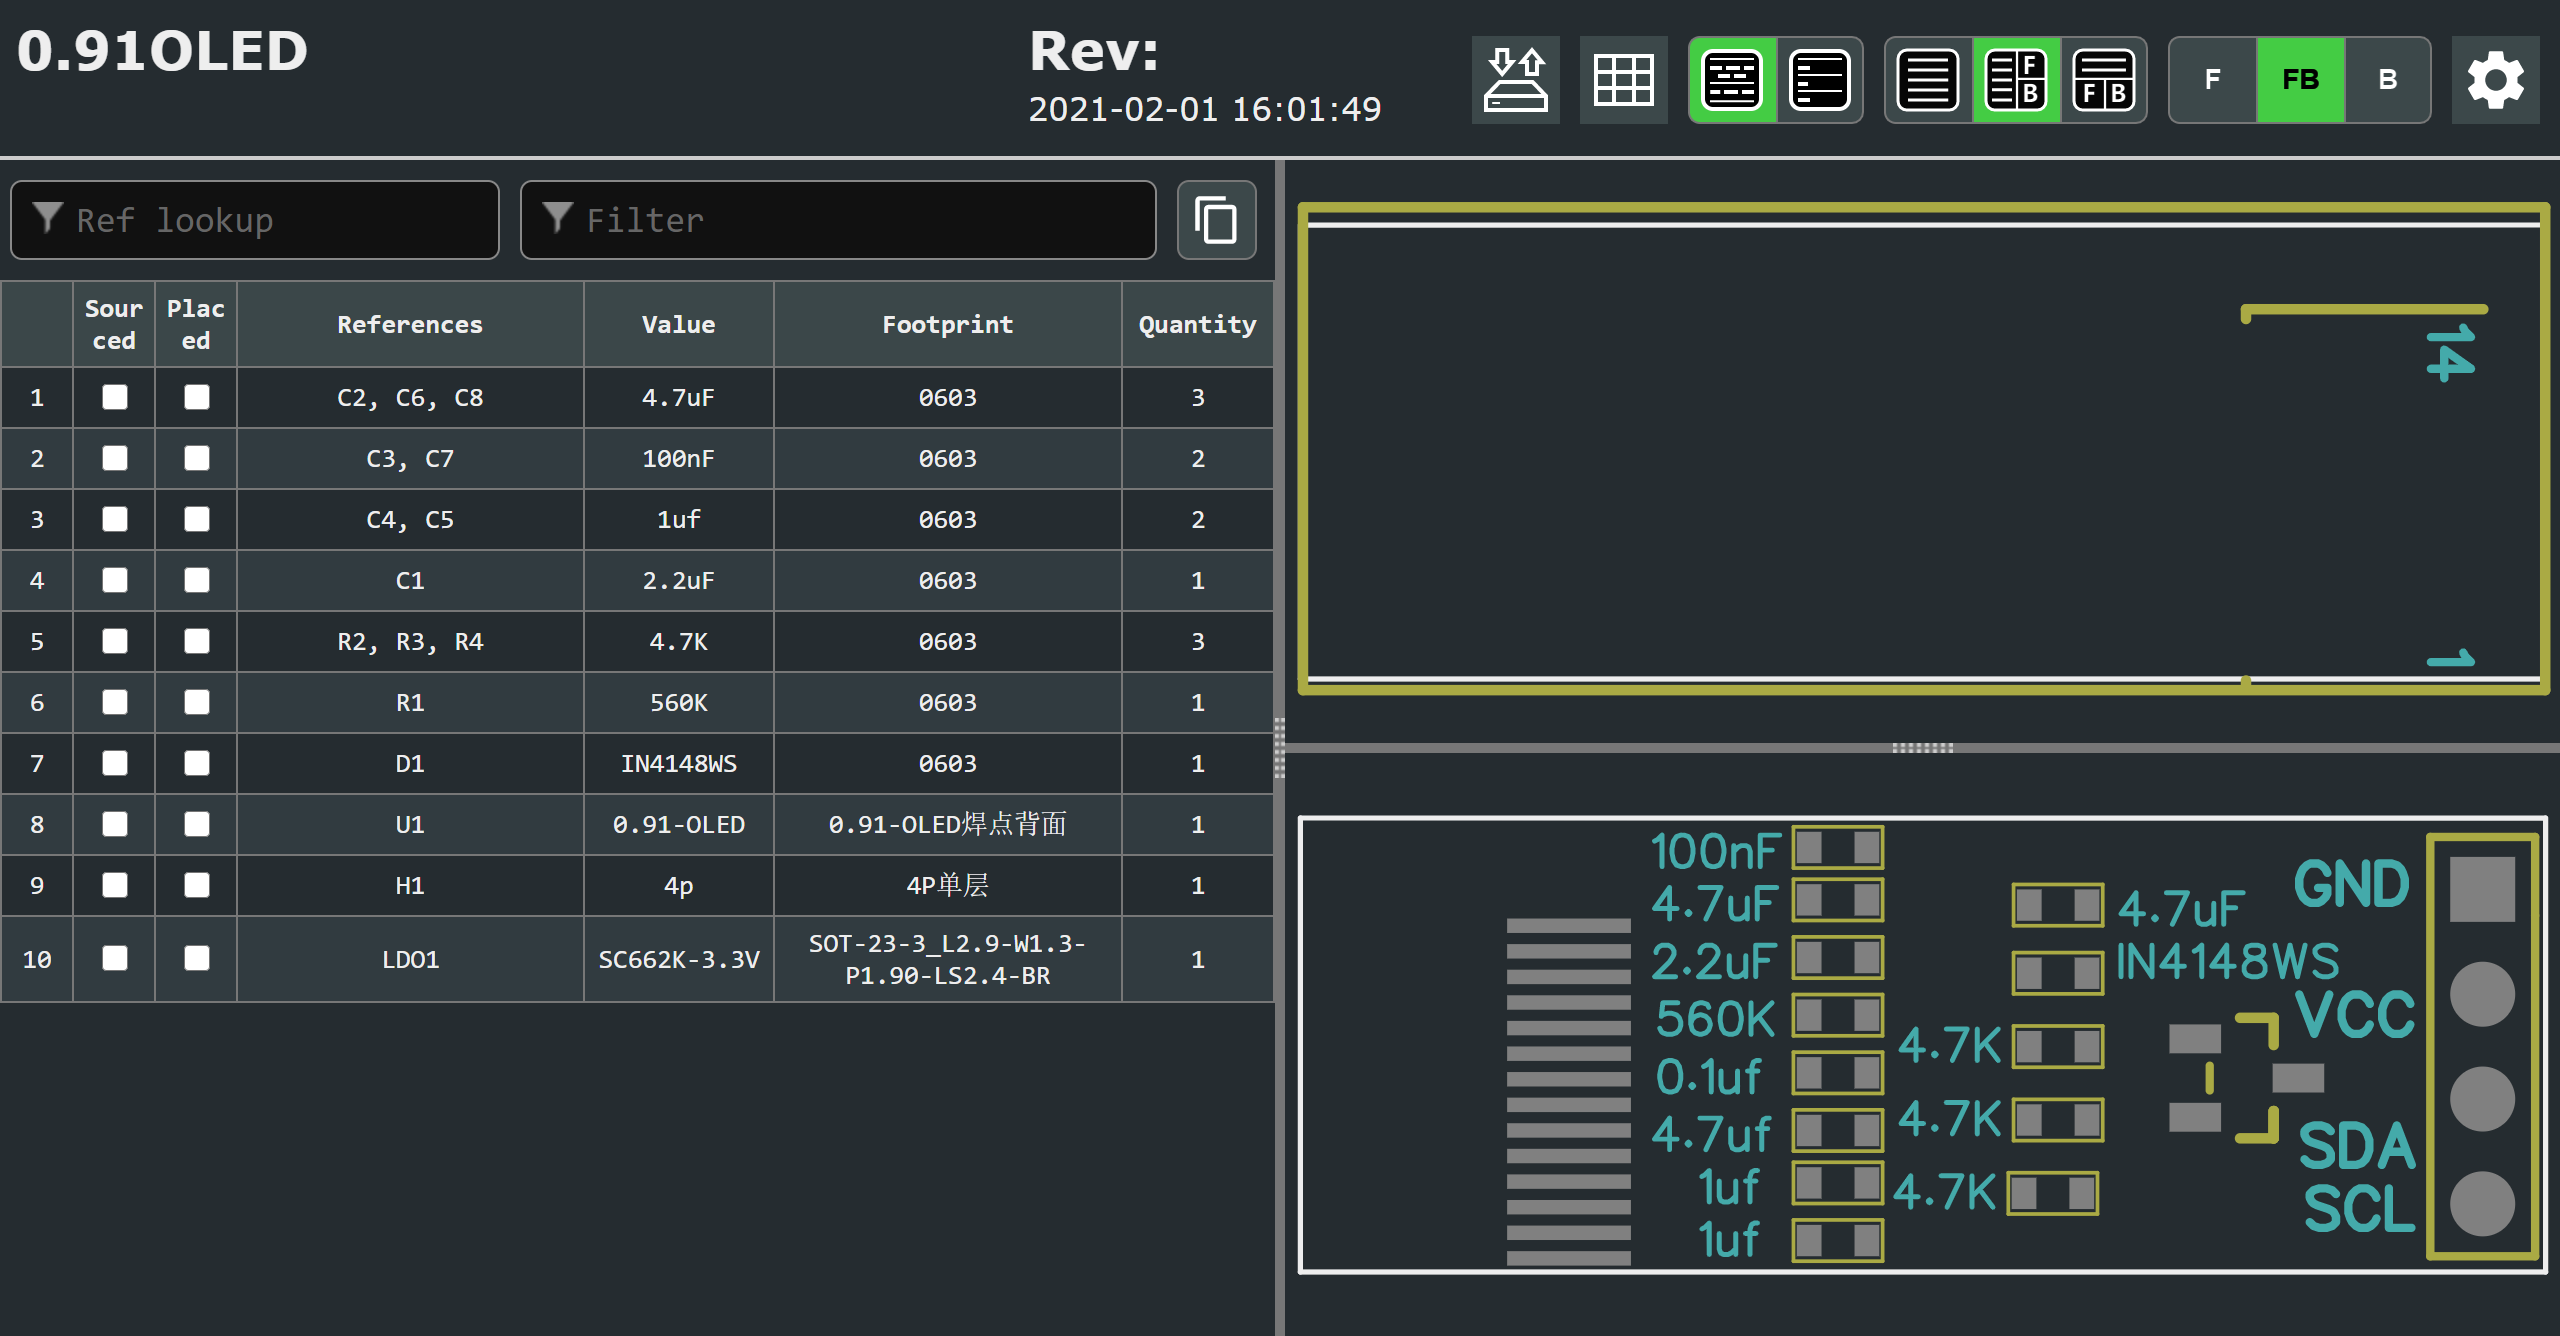 0.91OLED
Rev:
2021-02-01 16:01:49
F
B
F B
F FB B
Ref lookup
Filter
Sour
ced
Plac
ed
References Value Footprint Quantity
1 C2, C6, C8 4.7uF 0603 3
2 C3, C7 100nF 0603 2
3 C4, C5 1uf 0603 2
4 C1 2.2uF 0603 1
5 R2, R3, R4 4.7K 0603 3
6 R1 560K 0603 1
7 D1 IN4148WS 0603 1
8 U1 0.91-OLED 0.91-OLED焊点背面 1
9 H1 4p 4P单层 1
10 LDO1 SC662K-3.3V SOT-23-3_L2.9-W1.3-
P1.90-LS2.4-BR 1
14
1
100nF
4.7uF
2.2uF
560K
0.1uf
4.7uf
1uf
1uf
4.7uF
IN4148WS
4.7K
4.7K
4.7K
GND
VCC
SDA
SCL